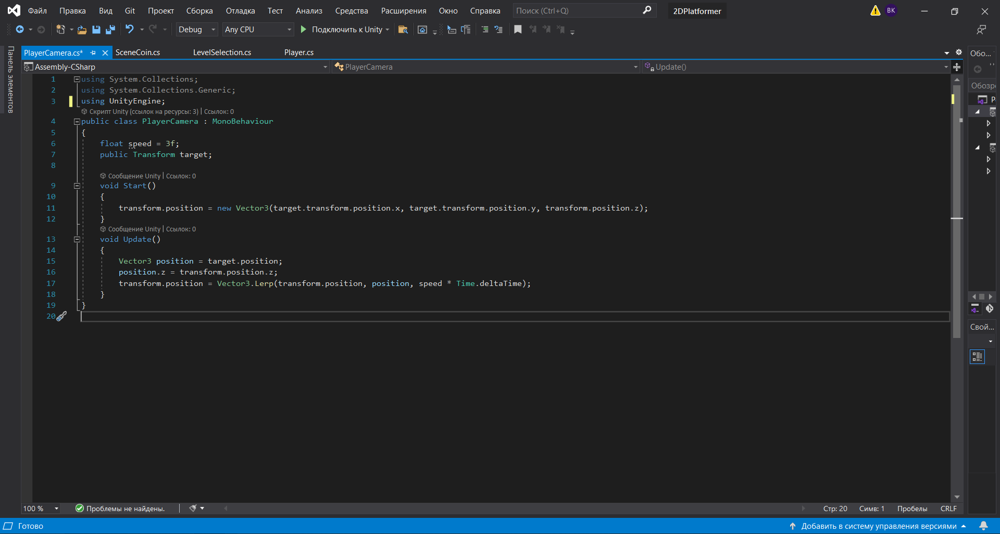 Файл Правка Вид Git Проект Сборка Отладка Тест Анализ Средства Расширения Окно Справка Поиск (Ctrl+Q) 2DPlatformer BK
Debug Any CPU Подключить к Unity
Панель элементов
PlayerCamera.cs* SceneCoin.cs LevelSelection.cs Player.cs
Обо...
Assembly-CSharp PlayerCamera Update()
Обозр
1 using System.Collections;
2 using System.Collections.Generic;
3 using UnityEngine;
Скрипт Unity (ссылок на ресурсы: 3) | Ссылок: 0
4 public class PlayerCamera : MonoBehaviour
5 {
6 float speed = 3f;
7 public Transform target;
8
Сообщение Unity | Ссылок: 0
9 void Start()
10 {
11 transform.position = new Vector3(target.transform.position.x, target.transform.position.y, transform.position.z);
12 }
Сообщение Unity | Ссылок: 0
13 void Update()
14 {
15 Vector3 position = target.position;
16 position.z = transform.position.z;
17 transform.position = Vector3.Lerp(transform.position, position, speed * Time.deltaTime);
18 }
19 }
20
Свой...
100 % Проблемы не найдены. Стр: 20 Симв: 1 Пробелы CRLF
Готово Добавить в систему управления версиями